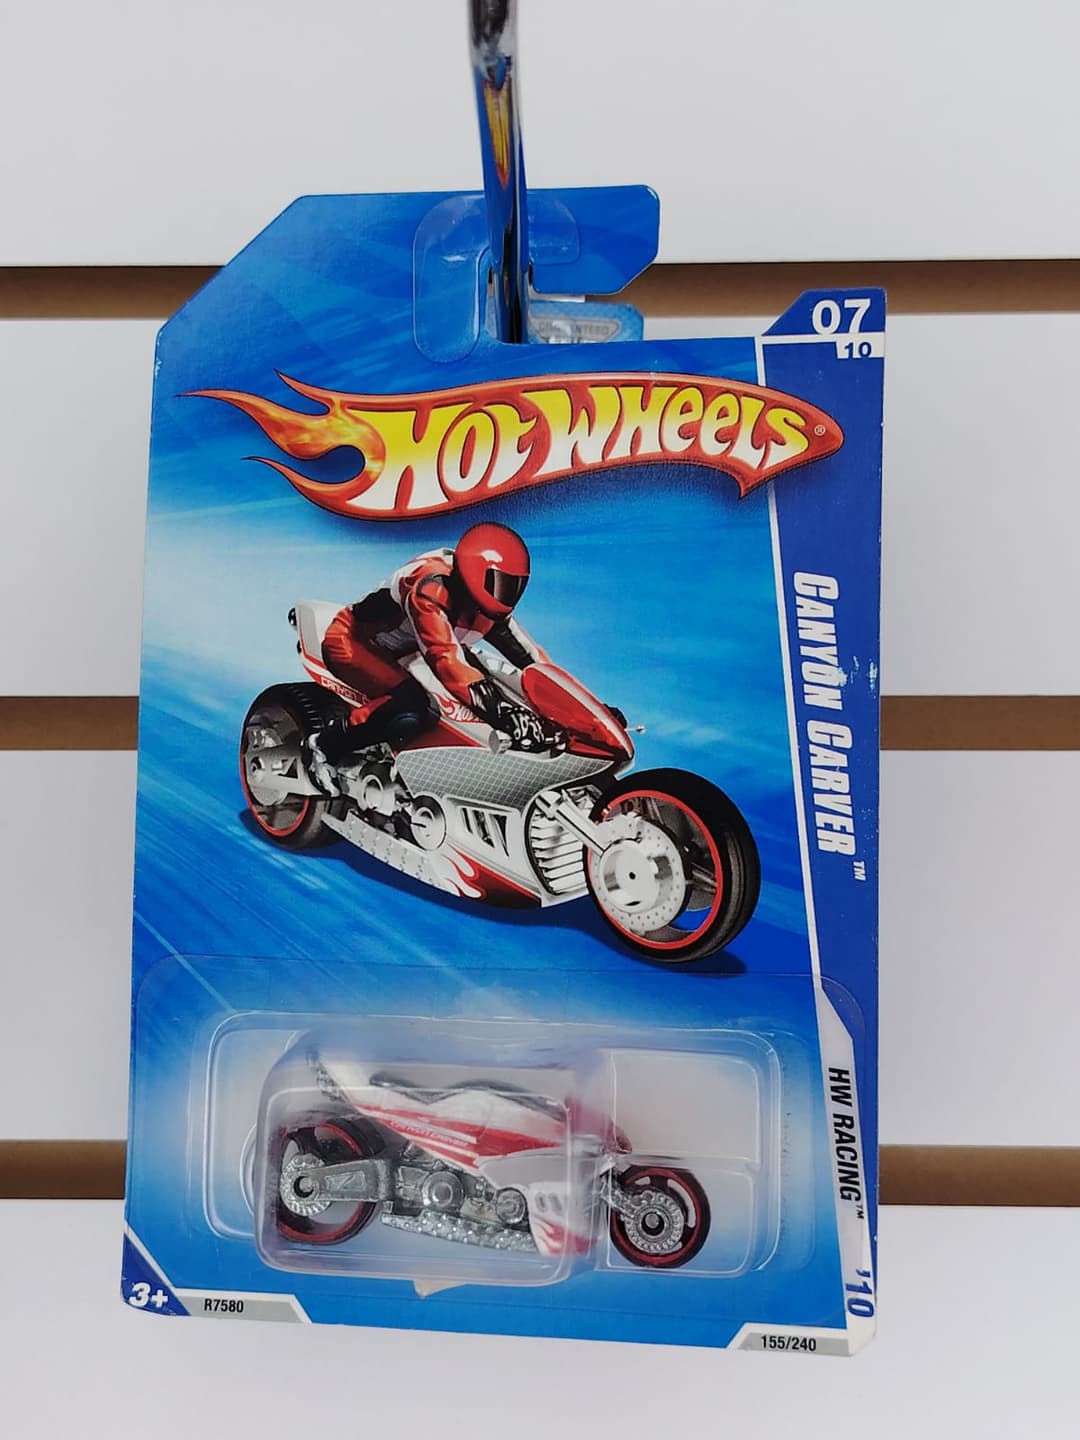 07
10
HOT WHEELS®
CANYON CARVER™
HW RACING™
'10
3+
R7580
155/240